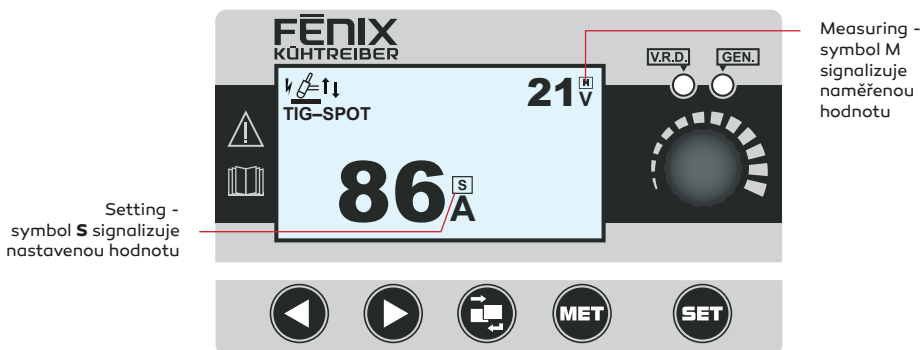 FĒNIX
KÜHTREIBER
V.R.D.
GEN.
TIG–SPOT
21 M V
86 S A
Measuring -
symbol M
signalizuje
naměřenou
hodnotu
Setting -
symbol S signalizuje
nastavenou hodnotu
MET
SET